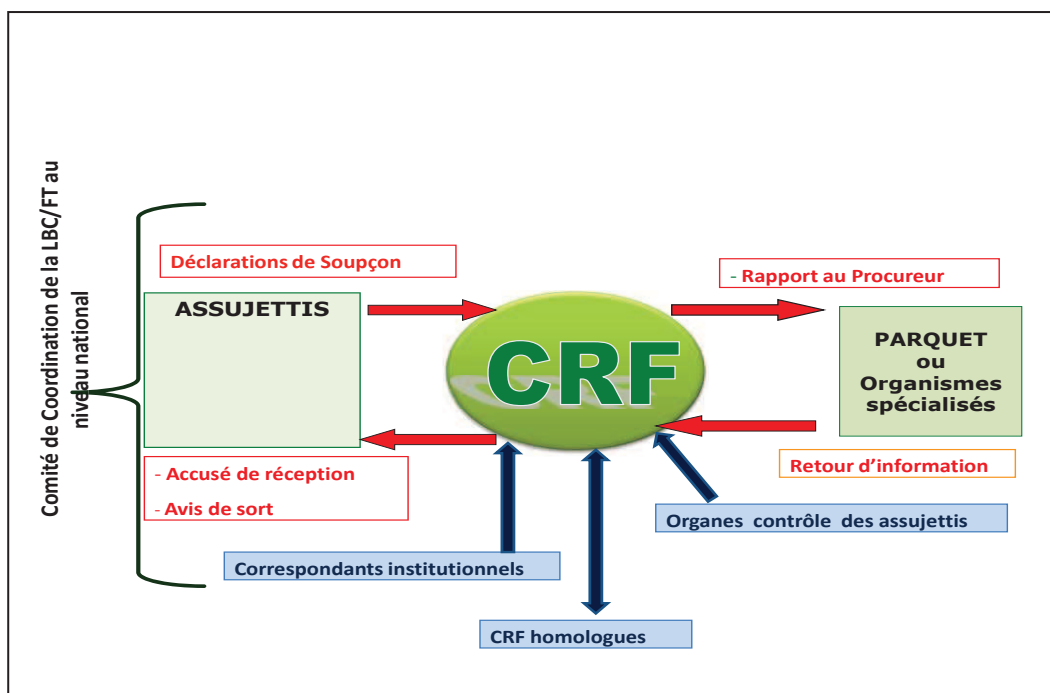 Comité de Coordination de la LBC/FT au
niveau national
Déclarations de Soupçon
ASSUJETTIS
- Accusé de réception
- Avis de sort
CRF
- Rapport au Procureur
PARQUET
ou
Organismes
spécialisés
Retour d’information
Organes contrôle des assujettis
Correspondants institutionnels
CRF homologues